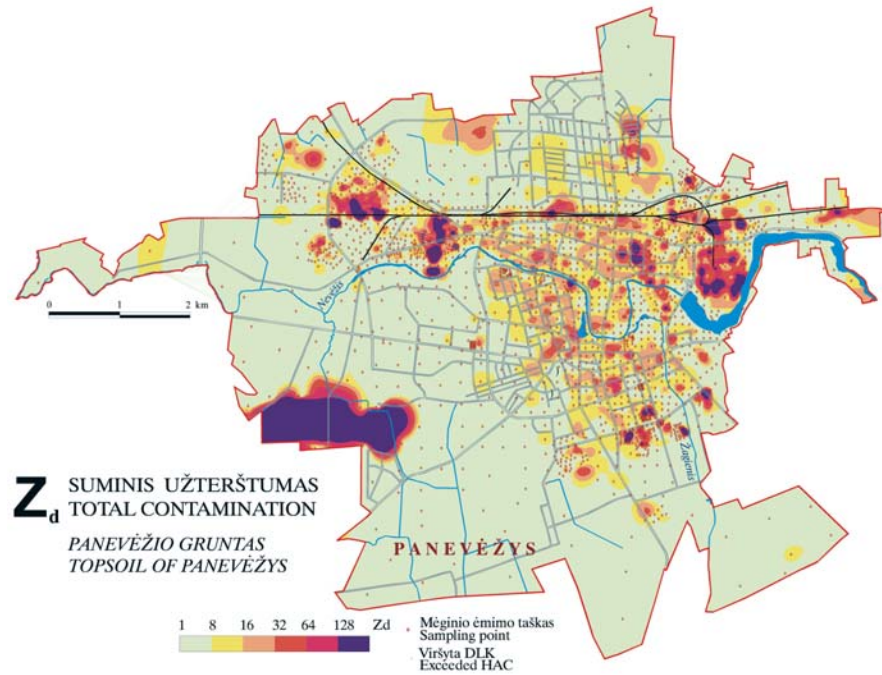 Nevėžis
0 1 2 km
Žagienis
Z d
SUMINIS UŽTERŠTUMAS
TOTAL CONTAMINATION
PANEVĖŽIO GRUNTAS
TOPSOIL OF PANEVĖŽYS
PANEVĖŽYS
1 8 16 32 64 128 Zd
Mėginio ėmimo taškas
Sampling point
Viršyta DLK
Exceeded HAC